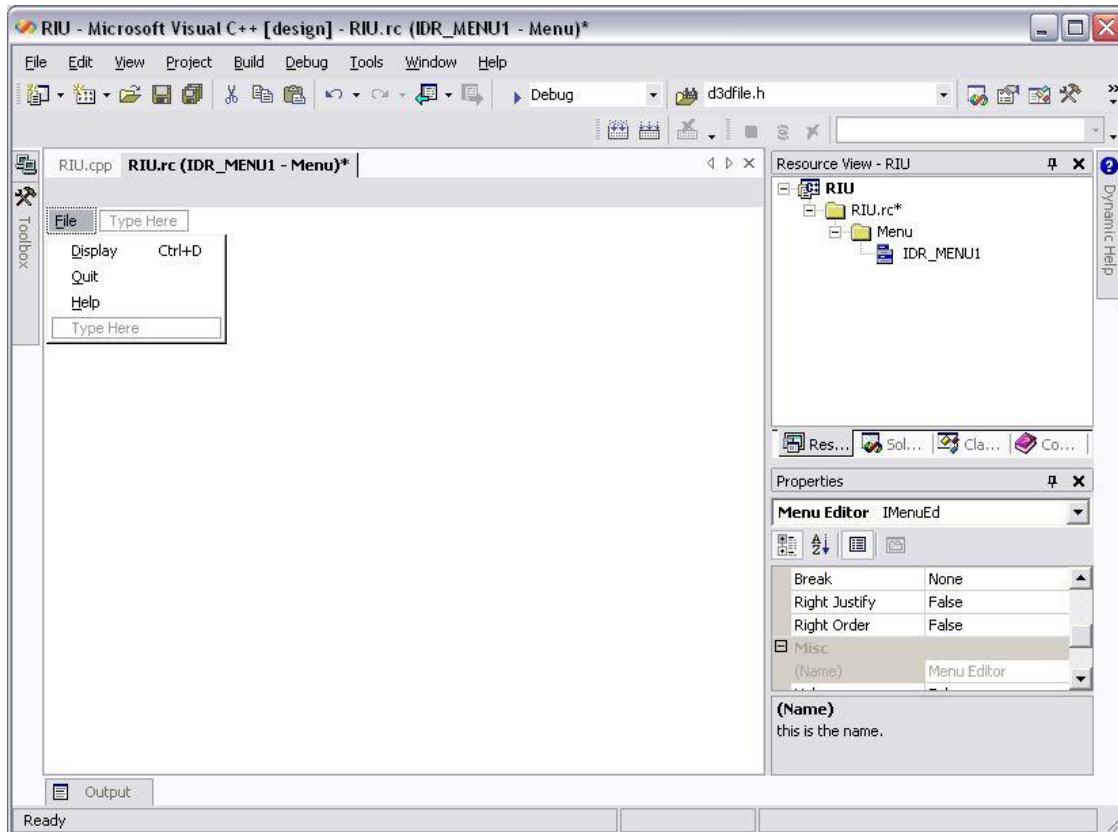 RIU - Microsoft Visual C++ [design] - RIU.rc (IDR_MENU1 - Menu)*
File Edit View Project Build Debug Tools Window Help
Debug d3dfile.h
RIU.cpp RIU.rc (IDR_MENU1 - Menu)*
Toolbox
File Type Here
Display Ctrl+D
Quit
Help
Type Here
Resource View - RIU
RIU
RIU.rc*
Menu
IDR_MENU1
Res... Sol... Cla... Co...
Dynamic Help
Properties
Menu Editor IMenuEd
Break None
Right Justify False
Right Order False
Misc
(Name) Menu Editor
(Name)
this is the name.
Output
Ready